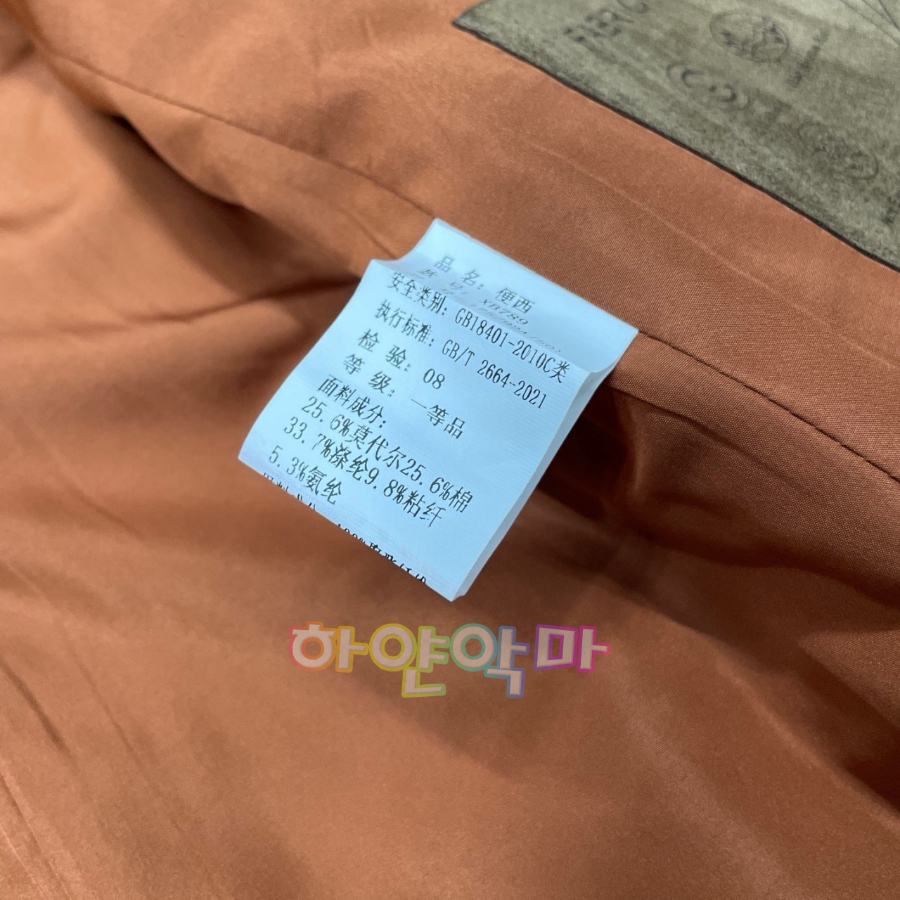 品 名: 便西
安全类别: GB18401-2010C类
执行标准: GB/T 2664-2021
检 验: 08
等 级: 一等品
面料成分:
25.6%莫代尔25.6%棉
33.7%涤纶9.8%粘纤
5.3%氨纶
하얀악마